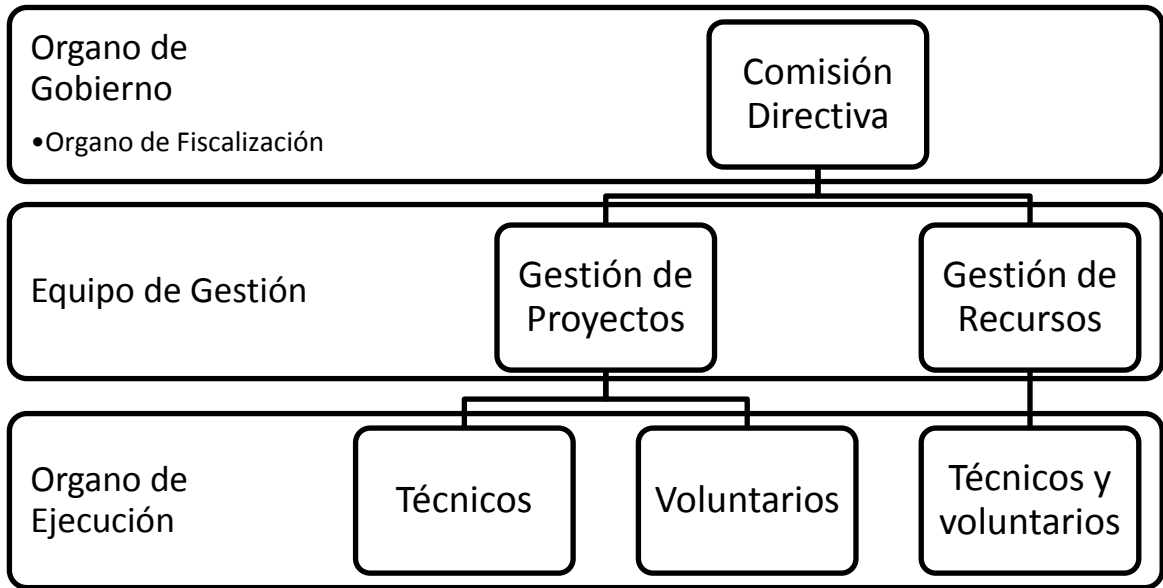 Organo de
Gobierno
•Organo de Fiscalización
Comisión
Directiva
Equipo de Gestión
Gestión de
Proyectos
Gestión de
Recursos
Organo de
Ejecución
Técnicos
Voluntarios
Técnicos y
voluntarios